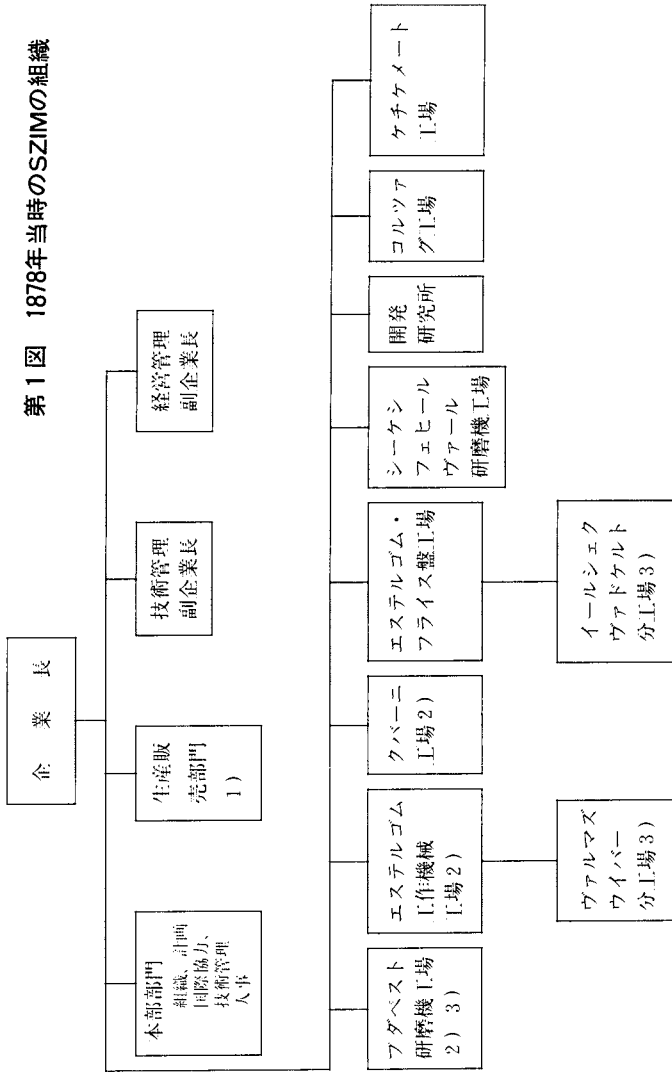 第1図 1878年当時のSZIMの組織
企業長
本部部門
組織、計画
国際協力、
技術管理
人事
生産販
売部門
1)
技術管理
副企業長
経営管理
副企業長
ブダペスト
研磨機工場
2) 3)
エステルゴム
工作機械
工場2)
クバーニ
工場2)
エステルゴム・
フライス盤工場
シーケシ
フェヒール
ヴァール
研磨機工場
開発
研究所
コルツァ
グ工場
ケチケメート
工場
ヴァルマズ
ウイバー
分工場3)
イールシェク
ヴァドケルト
分工場3)